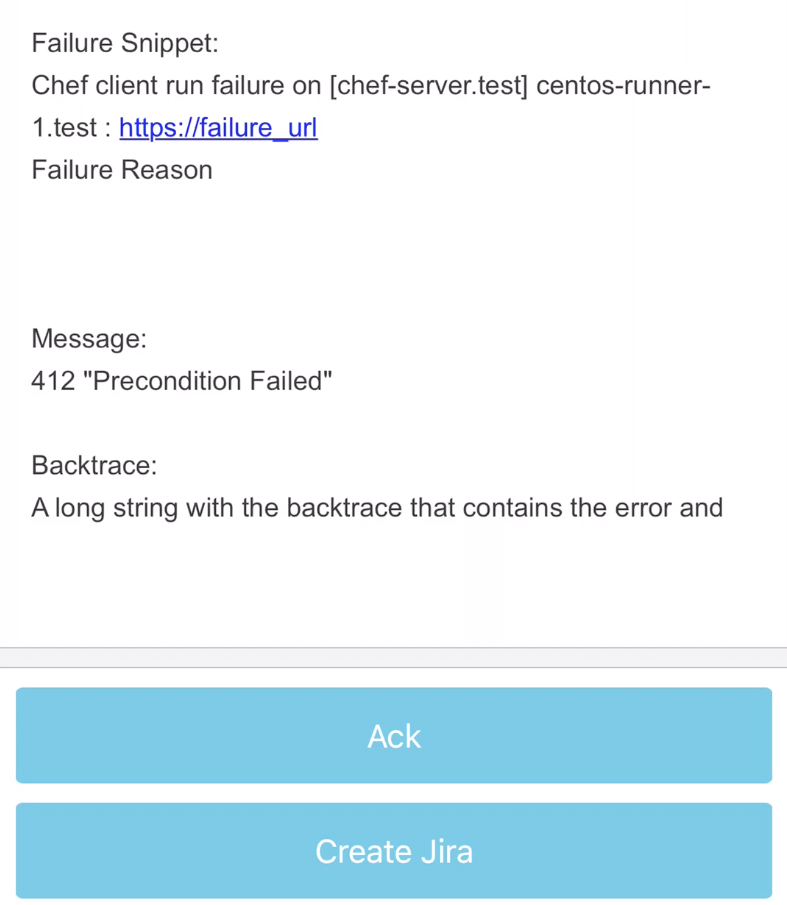 Failure Snippet:
Chef client run failure on [chef-server.test] centos-runner-
1.test : https://failure_url
Failure Reason
Message:
412 "Precondition Failed"
Backtrace:
A long string with the backtrace that contains the error and
Ack
Create Jira